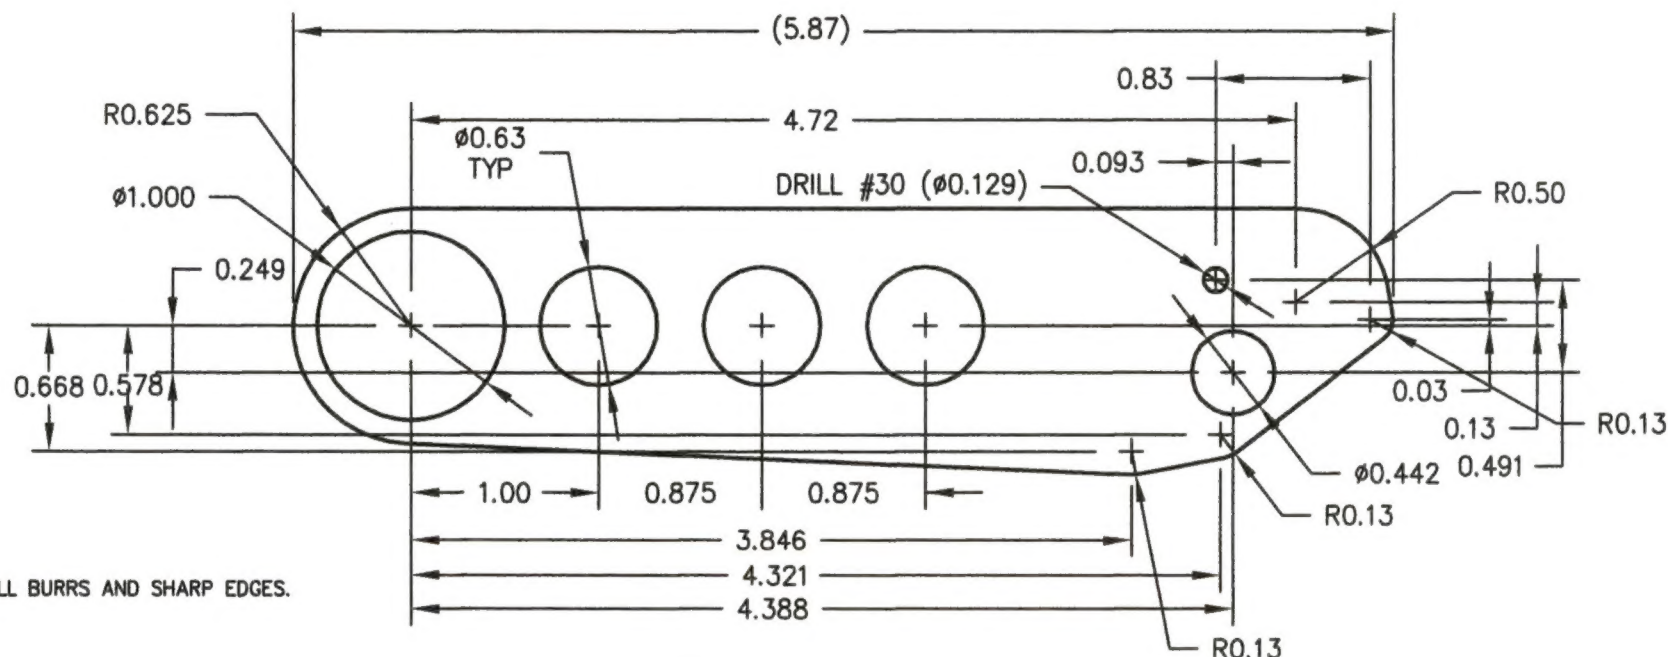 (5.87)
0.83
R0.625
4.72
ø0.63
TYP
0.093
DRILL #30 (ø0.129)
R0.50
ø1.000
0.249
0.668
0.578
0.03
R0.13
0.13
ø0.442
0.491
1.00
0.875
0.875
R0.13
3.846
4.321
LL BURRS AND SHARP EDGES.
4.388
R0.13